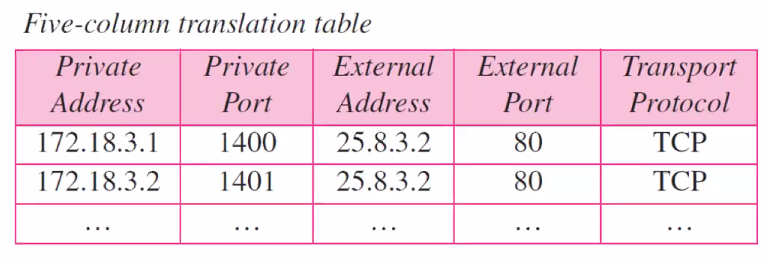 Five-column translation table
Private Address Private Port External Address External Port Transport Protocol
172.18.3.1 1400 25.8.3.2 80 TCP
172.18.3.2 1401 25.8.3.2 80 TCP
… … … … …